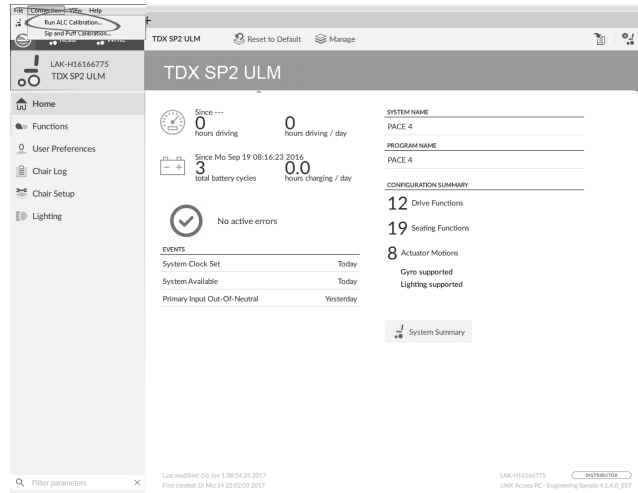 File Connection View Help
Run ALC Calibration...
Sip and Puff Calibration...
TDX SP2 ULM
Reset to Default
Manage
LAK-H16166775
TDX SP2 ULM
TDX SP2 ULM
Home
Functions
User Preferences
Chair Log
Chair Setup
Lighting
Filter parameters
Since ---
0
hours driving
0
hours driving / day
Since Mo Sep 19 08:16:23 2016
3
total battery cycles
0.0
hours charging / day
No active errors
EVENTS
System Clock Set Today
System Available Today
Primary Input Out-Of-Neutral Yesterday
SYSTEM NAME
PACE 4
PROGRAM NAME
PACE 4
CONFIGURATION SUMMARY
12 Drive Functions
19 Seating Functions
8 Actuator Motions
Gyro supported
Lighting supported
System Summary
Last modified: Do Jun 1 08:54:35 2017
First created: Di Mrz 14 22:02:03 2017
LAK-H16166775 DISTRIBUTOR
LiNX Access PC - Engineering Sample 4.1.4.0_ES7